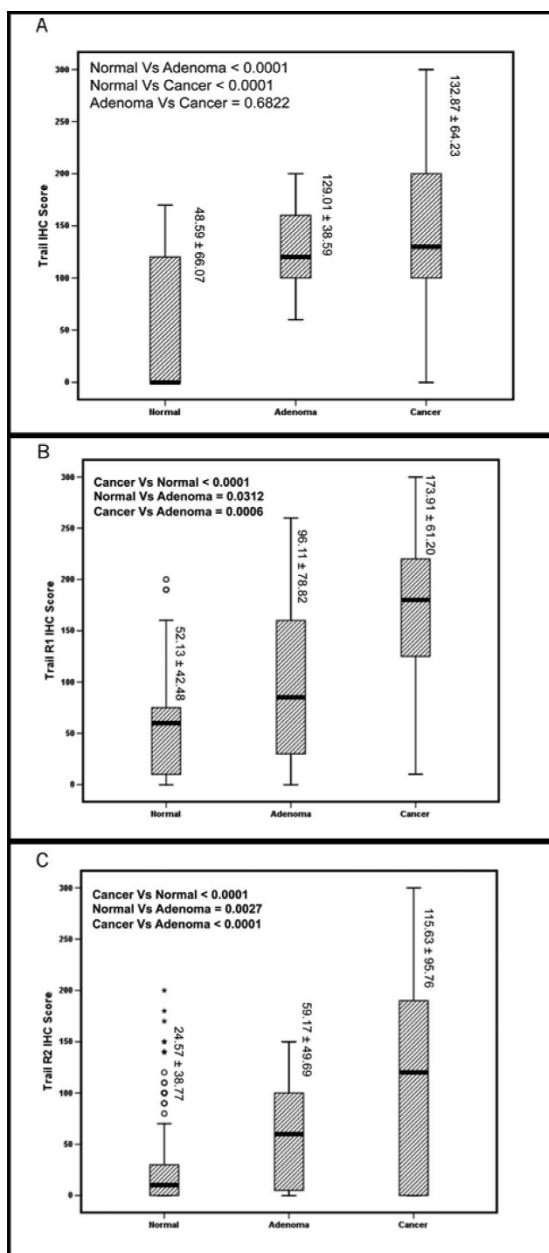 A
Normal Vs Adenoma < 0.0001
Normal Vs Cancer < 0.0001
Adenoma Vs Cancer = 0.6822
Trail IHC Score
300
250
200
150
100
50
0
48.59 ± 66.07
129.01 ± 38.59
132.87 ± 64.23
Normal
Adenoma
Cancer
B
Cancer Vs Normal < 0.0001
Normal Vs Adenoma = 0.0312
Cancer Vs Adenoma = 0.0006
Trail R1 IHC Score
300
250
200
150
100
50
0
52.13 ± 42.48
96.11 ± 78.82
173.91 ± 61.20
Normal
Adenoma
Cancer
C
Cancer Vs Normal < 0.0001
Normal Vs Adenoma = 0.0027
Cancer Vs Adenoma < 0.0001
Trail R2 IHC Score
300
250
200
150
100
50
0
24.57 ± 38.77
59.17 ± 49.69
115.63 ± 95.76
Normal
Adenoma
Cancer